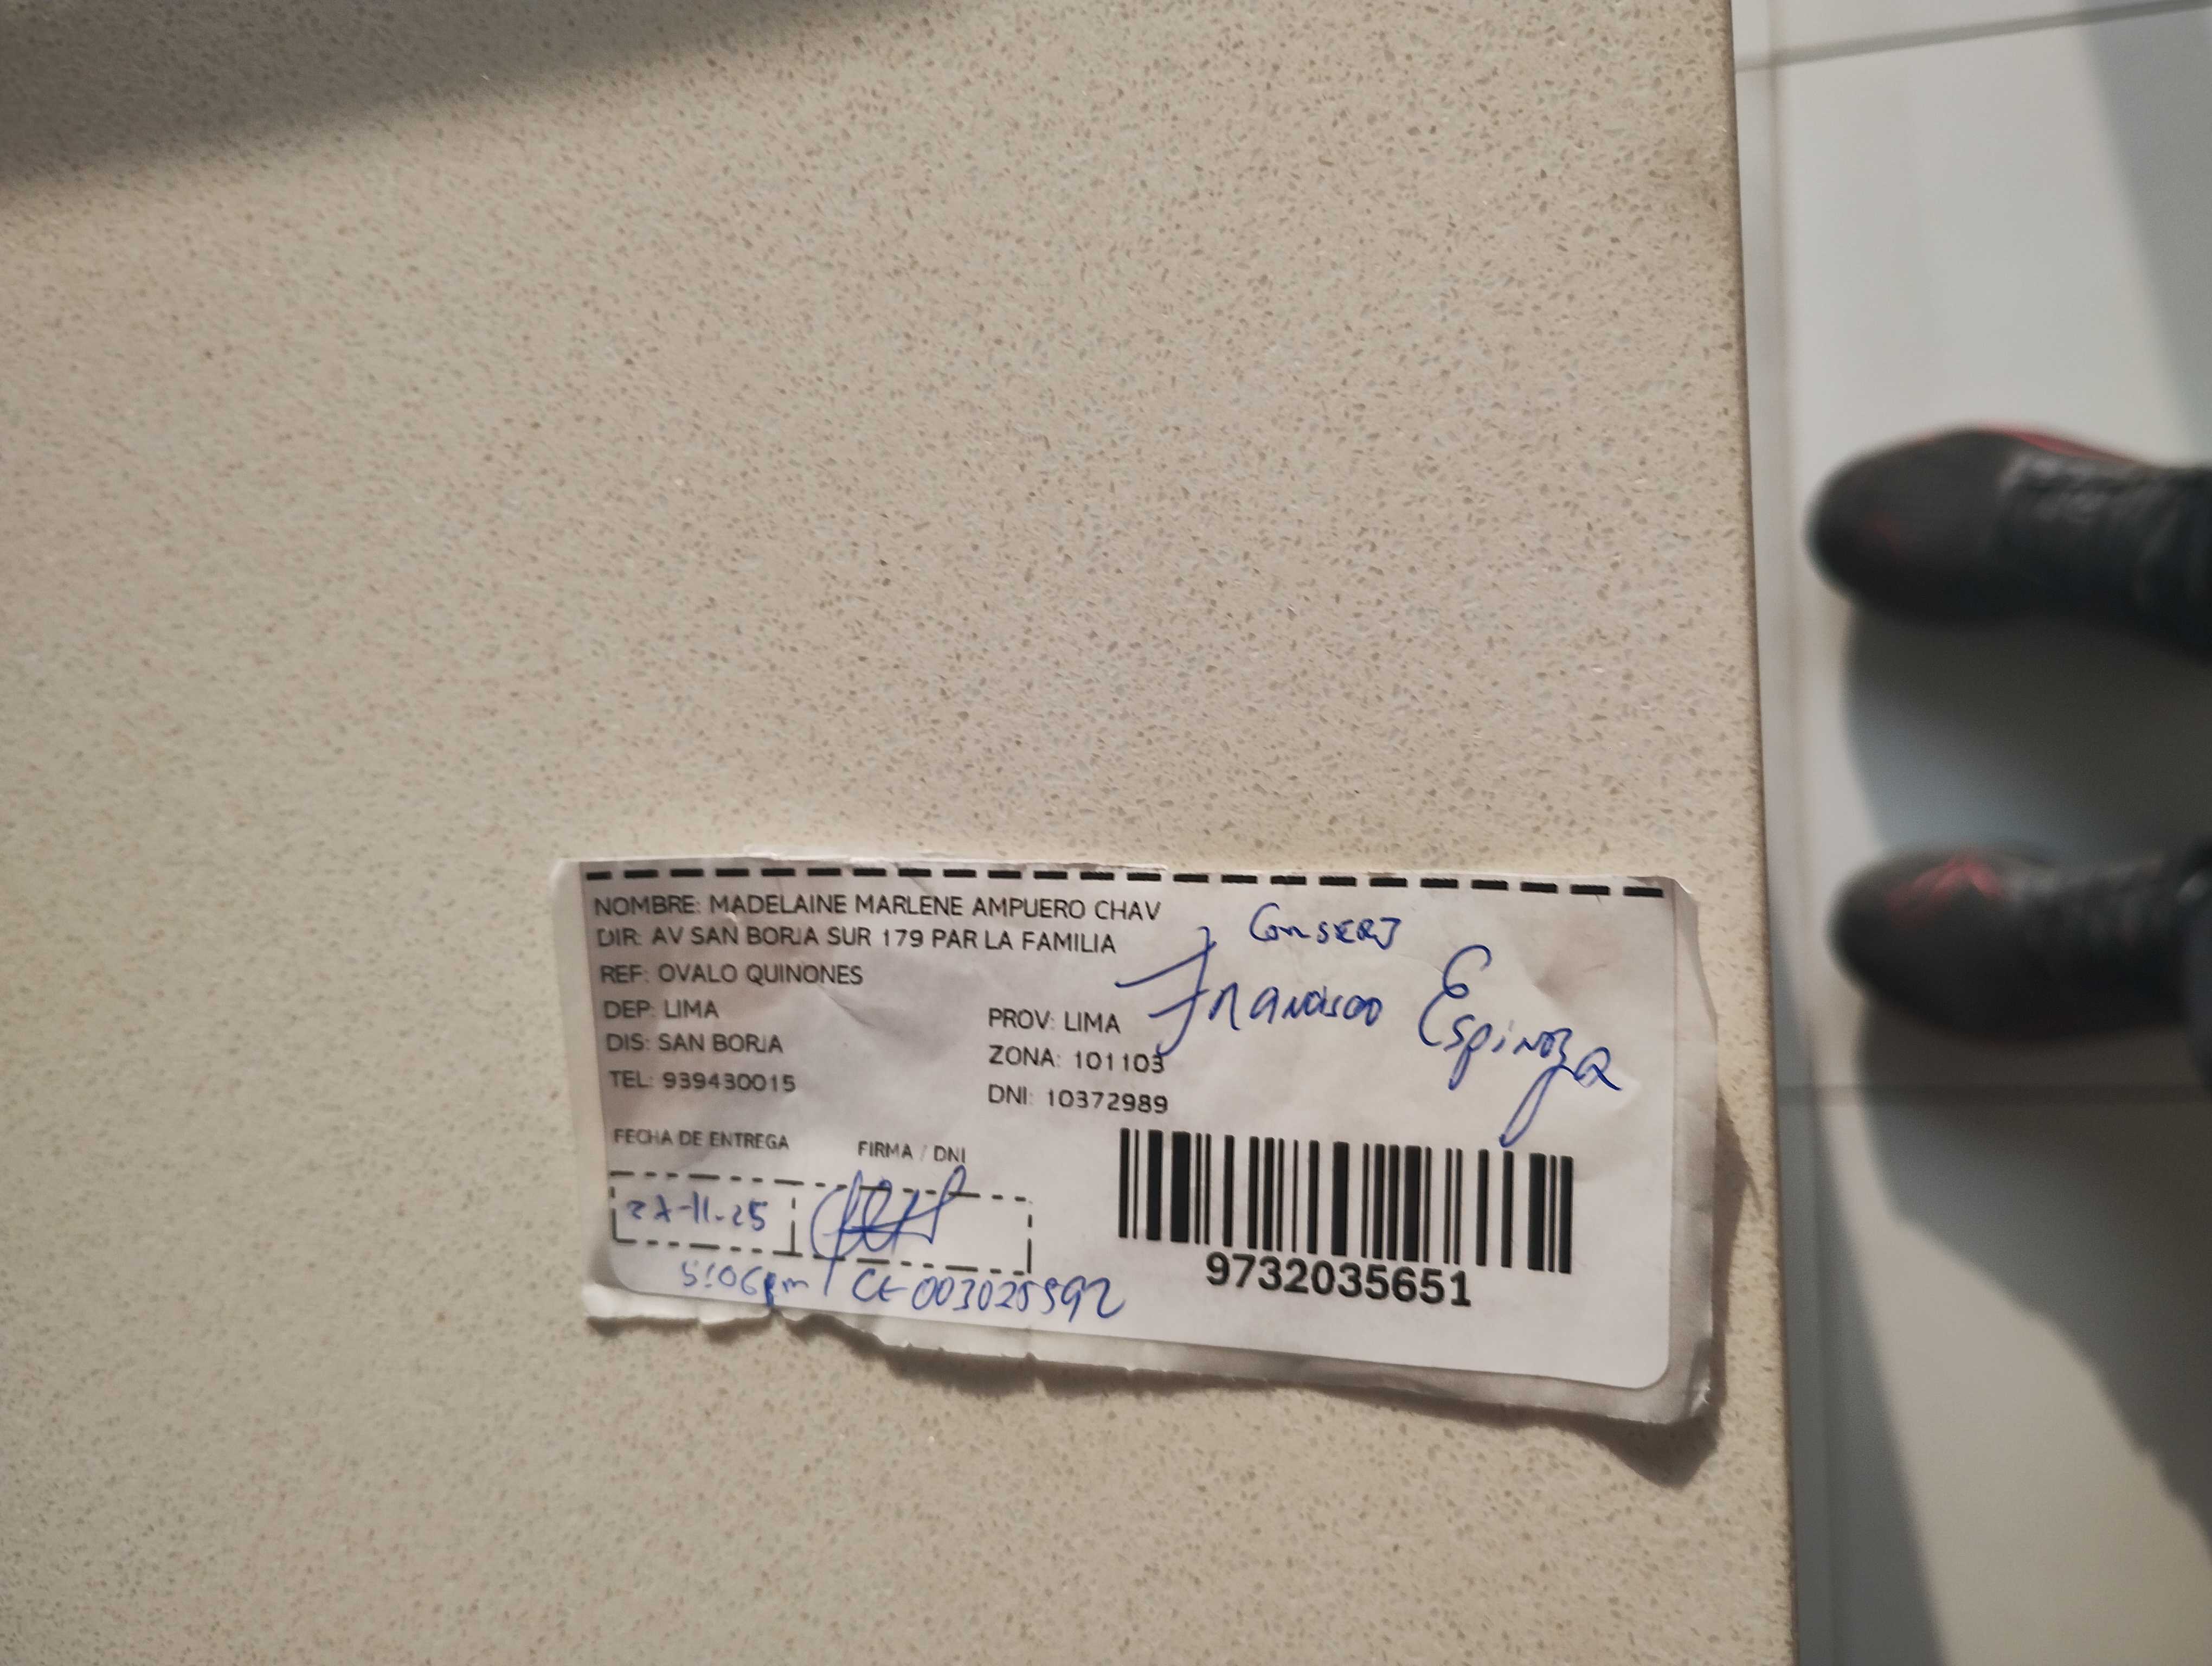 NOMBRE: MADELAINE MARLENE AMPUERO CHAV
DIR: AV SAN BORJA SUR 179 PAR LA FAMILIA
REF: OVALO QUINONES
DEP: LIMA
PROV: LIMA
DIS: SAN BORJA
ZONA: 101103
TEL: 939430015
DNI: 10372989
Conserj
Francisco Espinoza
FECHA DE ENTREGA
FIRMA / DNI
27-11-25
5:06pm
CE 003025992
9732035651